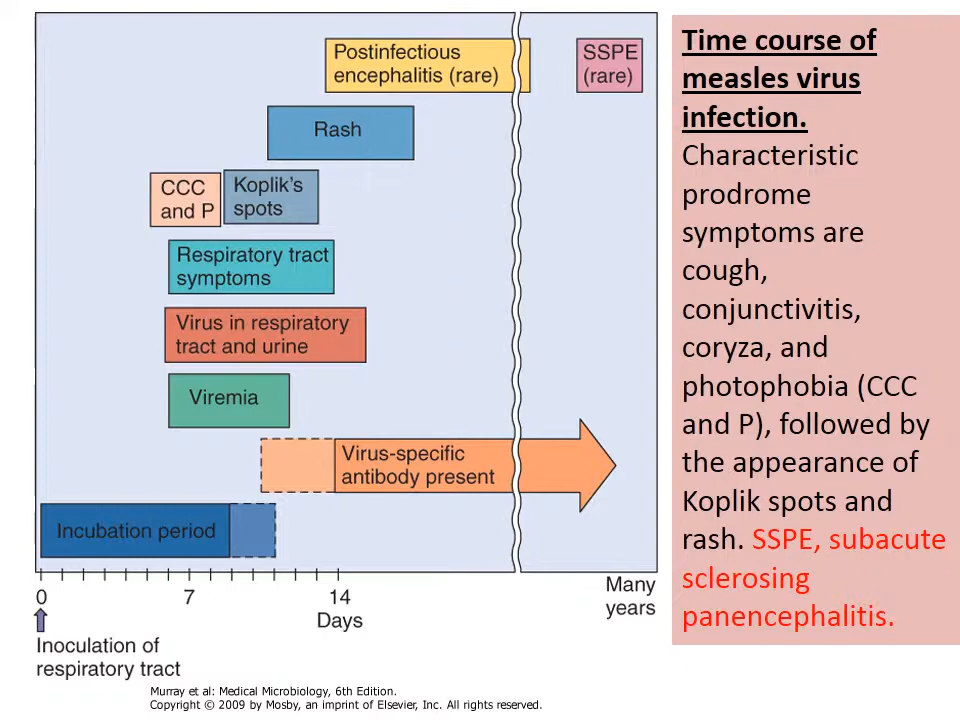 Postinfectious
encephalitis (rare)
SSPE
(rare)
Rash
CCC
and P
Koplik's
spots
Respiratory tract
symptoms
Virus in respiratory
tract and urine
Viremia
Virus-specific
antibody present
Incubation period
0
7
14
Days
Many
years
Inoculation of
respiratory tract
Murray et al: Medical Microbiology, 6th Edition.
Copyright © 2009 by Mosby, an imprint of Elsevier, Inc. All rights reserved.
Time course of
measles virus
infection.
Characteristic
prodrome
symptoms are
cough,
conjunctivitis,
coryza, and
photophobia (CCC
and P), followed by
the appearance of
Koplik spots and
rash. SSPE, subacute
sclerosing
panencephalitis.